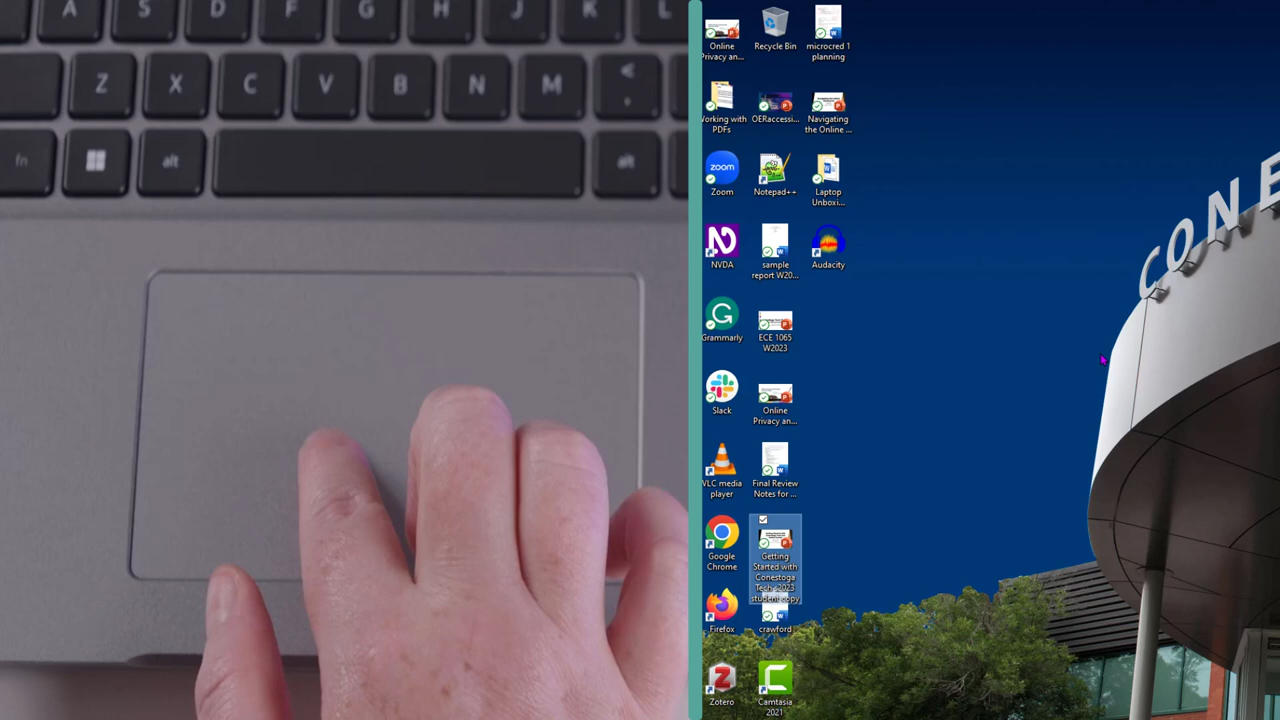 A S D F G H J K L
Z X C V B N M <
,
fn alt alt
Online
Privacy an...
Recycle Bin
microcred 1
planning
Working with
PDFs
OERaccessi...
Navigating
the Online ...
zoom
Zoom
Notepad++
Laptop
Unboxi...
NVDA
sample
report W20...
Audacity
Grammarly
ECE 1065
W2023
Slack
Online
Privacy an...
VLC media
player
Final Review
Notes for ...
Google
Chrome
Getting
Started with
Conestoga
Tech -2023
student copy
Firefox
crawford
Zotero
Camtasia
2021
CONE